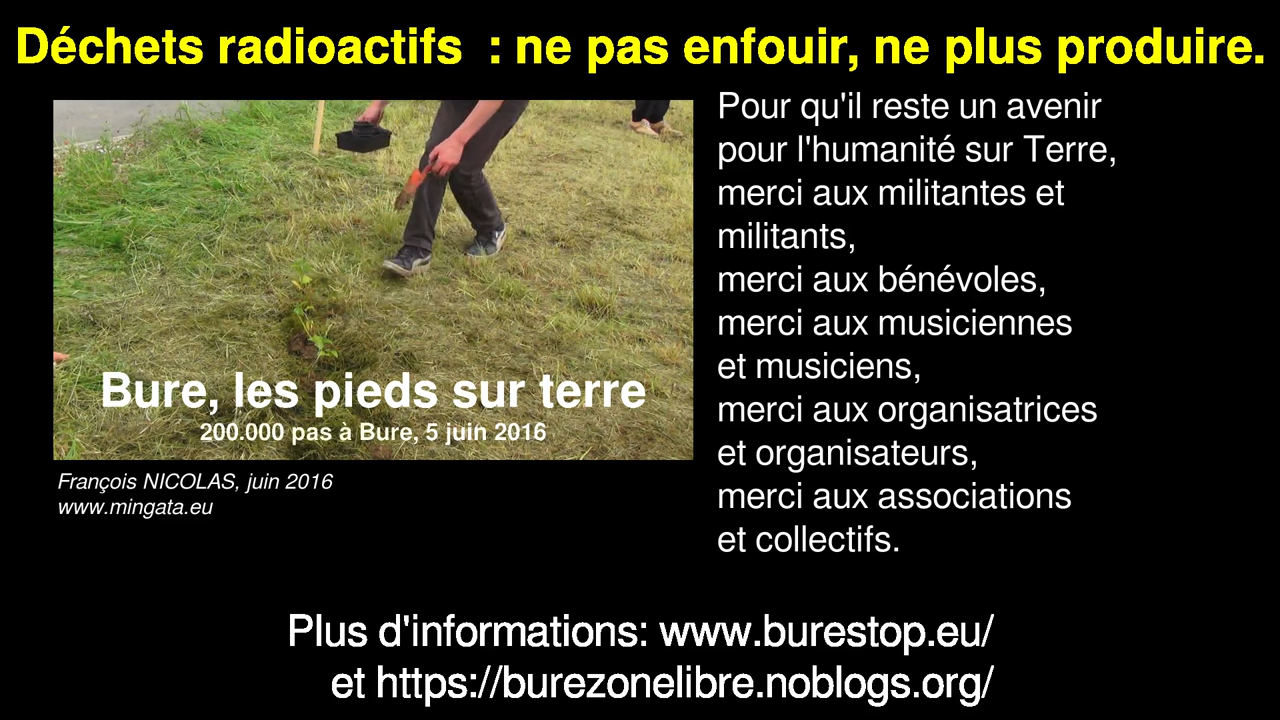 Déchets radioactifs  : ne pas enfouir, ne plus produire.
Bure, les pieds sur terre
200.000 pas à Bure, 5 juin 2016
François NICOLAS, juin 2016
www.mingata.eu
Pour qu'il reste un avenir
pour l'humanité sur Terre,
merci aux militantes et
militants,
merci aux bénévoles,
merci aux musiciennes
et musiciens,
merci aux organisatrices
et organisateurs,
merci aux associations
et collectifs.
Plus d'informations: www.burestop.eu/
et https://burezonelibre.noblogs.org/